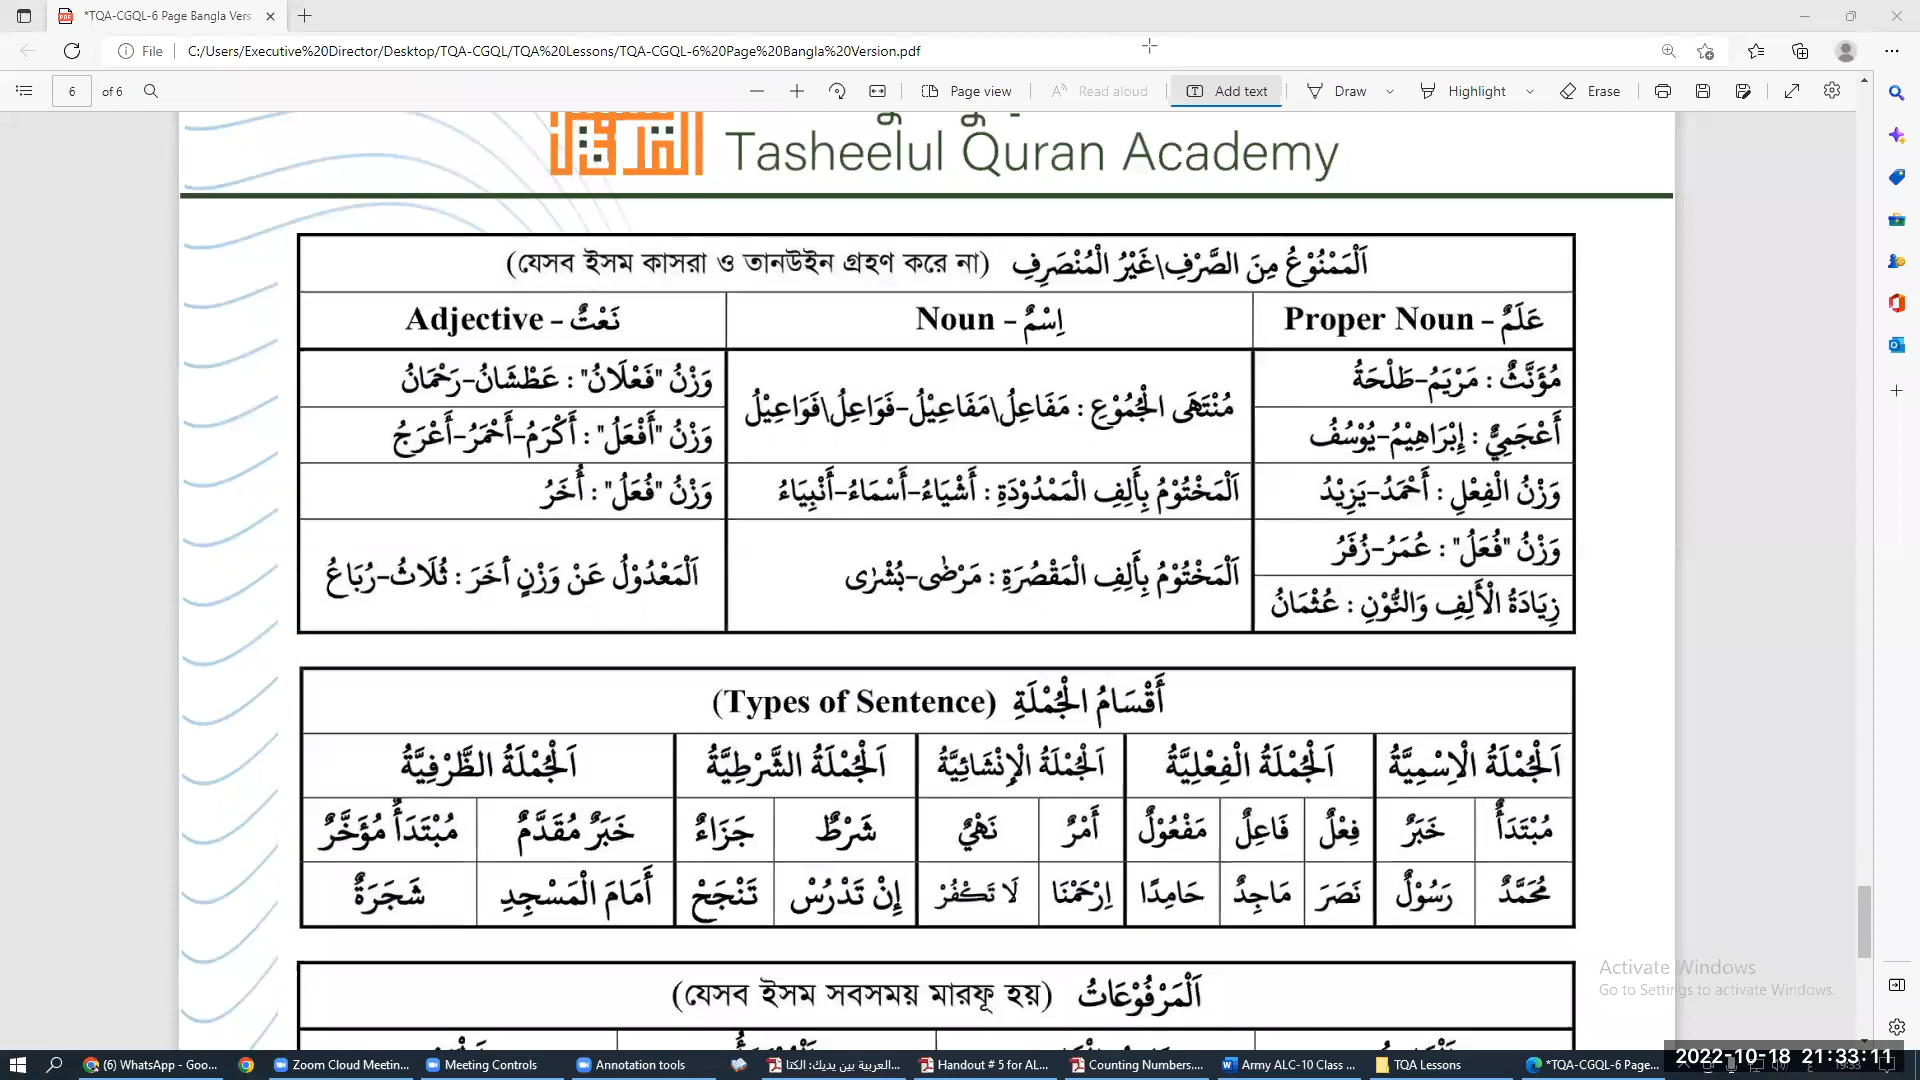 *TQA-CGQL-6 Page Bangla Vers
File
C:/Users/Executive%20Director/Desktop/TQA-CGQL/TQA%20Lessons/TQA-CGQL-6%20Page%20Bangla%20Version.pdf
6 of 6
Page view
Read aloud
Add text
Draw
Highlight
Erase
Tasheelul Quran Academy
اَلْمَمْنُوْعُ مِنَ الصَّرْفِ\غَيْرُ الْمُنْصَرِفِ (যেসব ইসম কাসরা ও তানউইন গ্রহণ করে না)
عَلَمٌ - Proper Noun
اِسْمٌ - Noun
نَعْتٌ - Adjective
مُؤَنَّثٌ : مَرْيَمُ-طَلْحَةُ
أَعْجَمِيٌّ : إِبْرَاهِيْمُ-يُوْسُفُ
وَزْنُ الْفِعْلِ : أَحْمَدُ-يَزِيْدُ
وَزْنُ "فُعَلُ" : عُمَرُ-زُفَرُ
زِيَادَةُ الْأَلِفِ وَالنُّوْنِ : عُثْمَانُ
مُنْتَهَى الْجُمُوْعِ : مَفَاعِلُ\مَفَاعِيْلُ-فَوَاعِلُ\فَوَاعِيْلُ
اَلْمَخْتُوْمُ بِأَلِفِ الْمَمْدُوْدَةِ : أَشْيَاءُ-أَسْمَاءُ-أَنْبِيَاءُ
اَلْمَخْتُوْمُ بِأَلِفِ الْمَقْصُرَةِ : مَرْضٰى-بُشْرٰى
وَزْنُ "فَعْلَانُ" : عَطْشَانُ-رَحْمَانُ
وَزْنُ "أَفْعَلُ" : أَكْرَمُ-أَحْمَرُ-أَعْرَجُ
وَزْنُ "فُعَلُ" : أُخَرُ
اَلْمَعْدُوْلُ عَنْ وَزْنٍ أخَرَ : ثُلَاثُ-رُبَاعُ
أَقْسَامُ الْجُمْلَةِ (Types of Sentence)
اَلْجُمْلَةُ الْاِسْمِيَّةُ
اَلْجُمْلَةُ الْفِعْلِيَّةُ
اَلْجُمْلَةُ الْإِنْشَائِيَّةُ
اَلْجُمْلَةُ الشَّرْطِيَّةُ
اَلْجُمْلَةُ الظَّرْفِيَّةُ
مُبْتَدَأٌ خَبَرٌ فِعْلٌ فَاعِلٌ مَفْعُوْلٌ أَمْرٌ نَهْيٌ شَرْطٌ جَزَاءٌ خَبَرٌ مُقَدَّمٌ مُبْتَدَأٌ مُؤَخَّرٌ
مُحَمَّدٌ رَسُوْلٌ نَصَرَ مَاجِدٌ حَامِدًا اِرْحَمْنَا لَا تَكْفُرْ إِنْ تَدْرُسْ تَنْجَحْ أَمَامَ الْمَسْجِدِ شَجَرَةٌ
اَلْمَرْفُوْعَاتُ (যেসব ইসম সবসময় মারফূ হয়)
Activate Windows
Go to Settings to activate Windows.
(6) WhatsApp - Goo...
Zoom Cloud Meetin...
Meeting Controls
Annotation tools
العربية بين يديك: الكتا...
Handout # 5 for AL...
Counting Numbers....
Army ALC-10 Class ...
TQA Lessons
*TQA-CGQL-6 Page...
2022-10-18 21:33:11